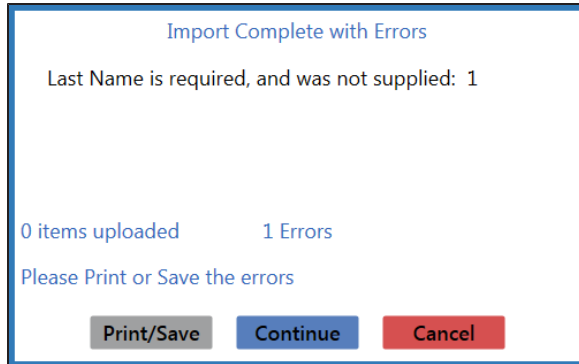 Import Complete with Errors
Last Name is required, and was not supplied: 1
0 items uploaded 1 Errors
Please Print or Save the errors
Print/Save Continue Cancel